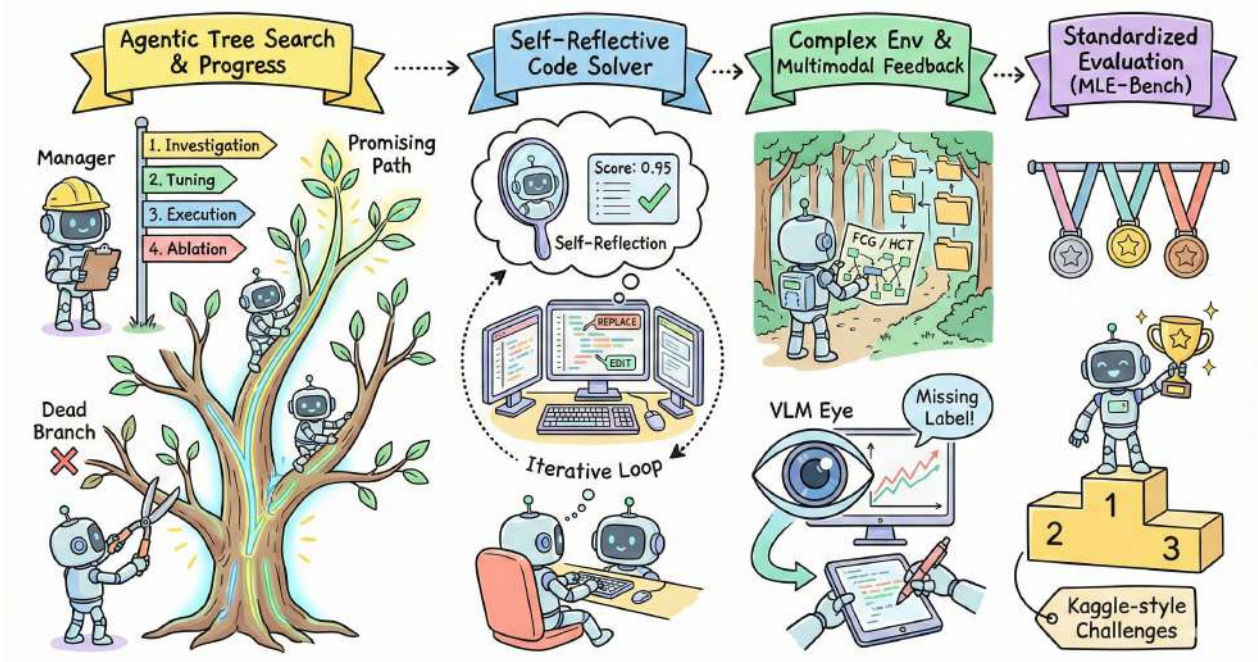 Agentic Tree Search
& Progress
Self-Reflective
Code Solver
Complex Env &
Multimodal Feedback
Standardized
Evaluation
(MLE-Bench)
Manager
1. Investigation
2. Tuning
3. Execution
4. Ablation
Promising
Path
Dead
Branch
Score: 0.95
Self-Reflection
REPLACE
EDIT
Iterative Loop
FCG / HCT
VLM Eye
Missing
Label!
1
2
3
Kaggle-style
Challenges